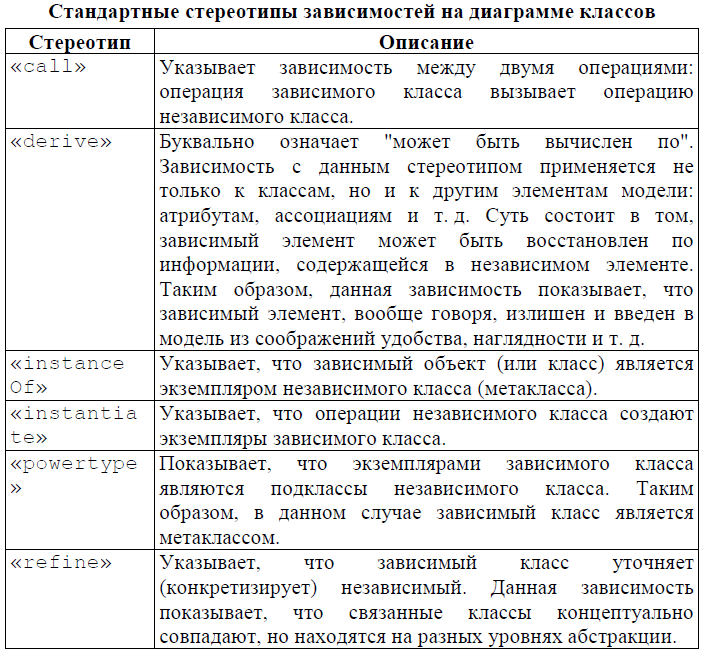 Стандартные стереотипы зависимостей на диаграмме классов
Стереотип Описание
«call» Указывает зависимость между двумя операциями:
операция зависимого класса вызывает операцию
независимого класса.
«derive» Буквально означает "может быть вычислен по".
Зависимость с данным стереотипом применяется не
только к классам, но и к другим элементам модели:
атрибутам, ассоциациям и т. д. Суть состоит в том,
зависимый элемент может быть восстановлен по
информации, содержащейся в независимом элементе.
Таким образом, данная зависимость показывает, что
зависимый элемент, вообще говоря, излишен и введен в
модель из соображений удобства, наглядности и т. д.
«instance Указывает, что зависимый объект (или класс) является
Of» экземпляром независимого класса (метакласса).
«instantia Указывает, что операции независимого класса создают
te» экземпляры зависимого класса.
«powertype Показывает, что экземплярами зависимого класса
» являются подклассы независимого класса. Таким
образом, в данном случае зависимый класс является
метаклассом.
«refine» Указывает, что зависимый класс уточняет
(конкретизирует) независимый. Данная зависимость
показывает, что связанные классы концептуально
совпадают, но находятся на разных уровнях абстракции.